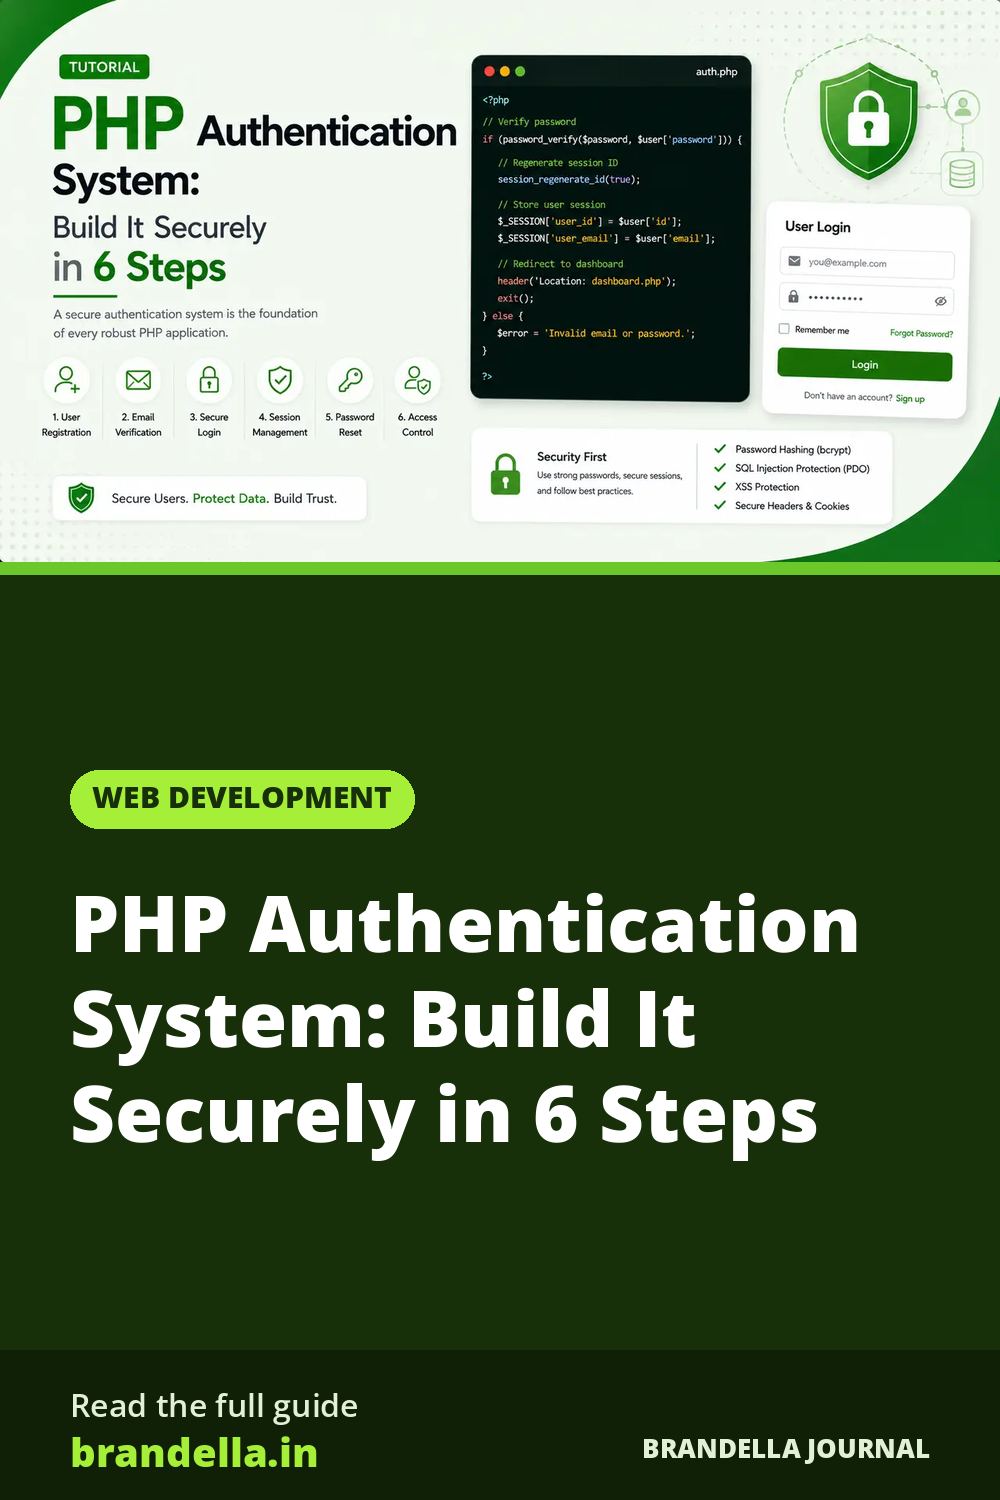 TUTORIAL
PHP Authentication
System:
Build It Securely
in 6 Steps
A secure authentication system is the foundation
of every robust PHP application.
1. User
Registration
2. Email
Verification
3. Secure
Login
4. Session
Management
5. Password
Reset
6. Access
Control
Secure Users. Protect Data. Build Trust.
auth.php
<?php
// Verify password
if (password_verify($password, $user['password'])) {
// Regenerate session ID
session_regenerate_id(true);
// Store user session
$_SESSION['user_id'] = $user['id'];
$_SESSION['user_email'] = $user['email'];
// Redirect to dashboard
header('Location: dashboard.php');
exit();
} else {
$error = 'Invalid email or password.';
}
?>
User Login
you@example.com
Remember me
Forgot Password?
Login
Don't have an account? Sign up
Security First
Use strong passwords, secure sessions,
and follow best practices.
Password Hashing (bcrypt)
SQL Injection Protection (PDO)
XSS Protection
Secure Headers & Cookies
WEB DEVELOPMENT
PHP Authentication
System: Build It
Securely in 6 Steps
Read the full guide
brandella.in
BRANDELLA JOURNAL